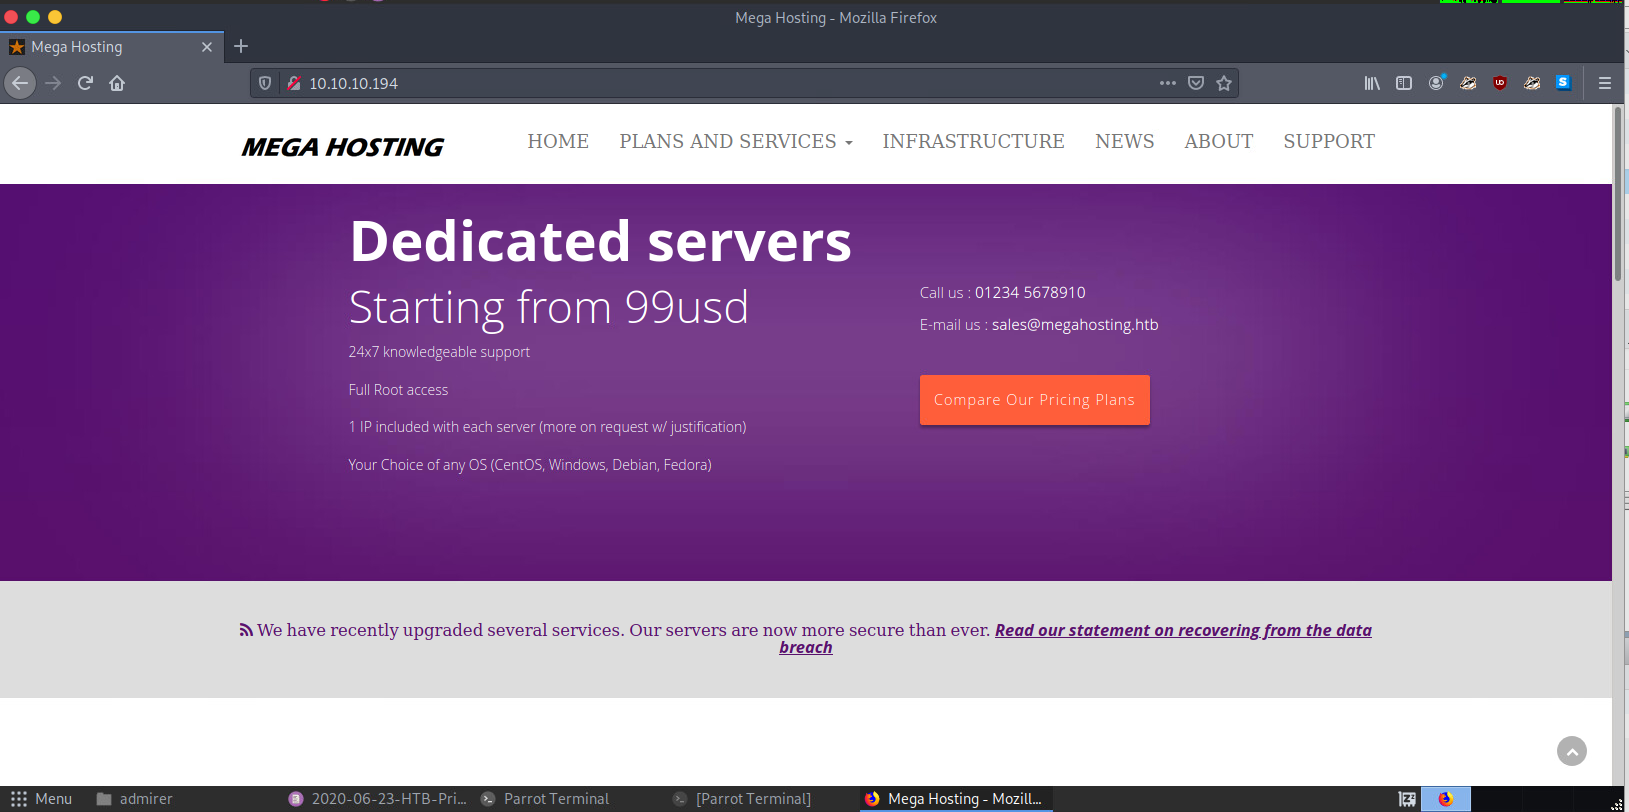 Mega Hosting - Mozilla Firefox
Mega Hosting
10.10.10.194
MEGA HOSTING
HOME PLANS AND SERVICES INFRASTRUCTURE NEWS ABOUT SUPPORT
Dedicated servers
Starting from 99usd
24x7 knowledgeable support
Full Root access
1 IP included with each server (more on request w/ justification)
Your Choice of any OS (CentOS, Windows, Debian, Fedora)
Call us : 01234 5678910
E-mail us : sales@megahosting.htb
Compare Our Pricing Plans
We have recently upgraded several services. Our servers are now more secure than ever. Read our statement on recovering from the data
breach
Menu admirer 2020-06-23-HTB-Pri... Parrot Terminal [Parrot Terminal] Mega Hosting - Mozill...